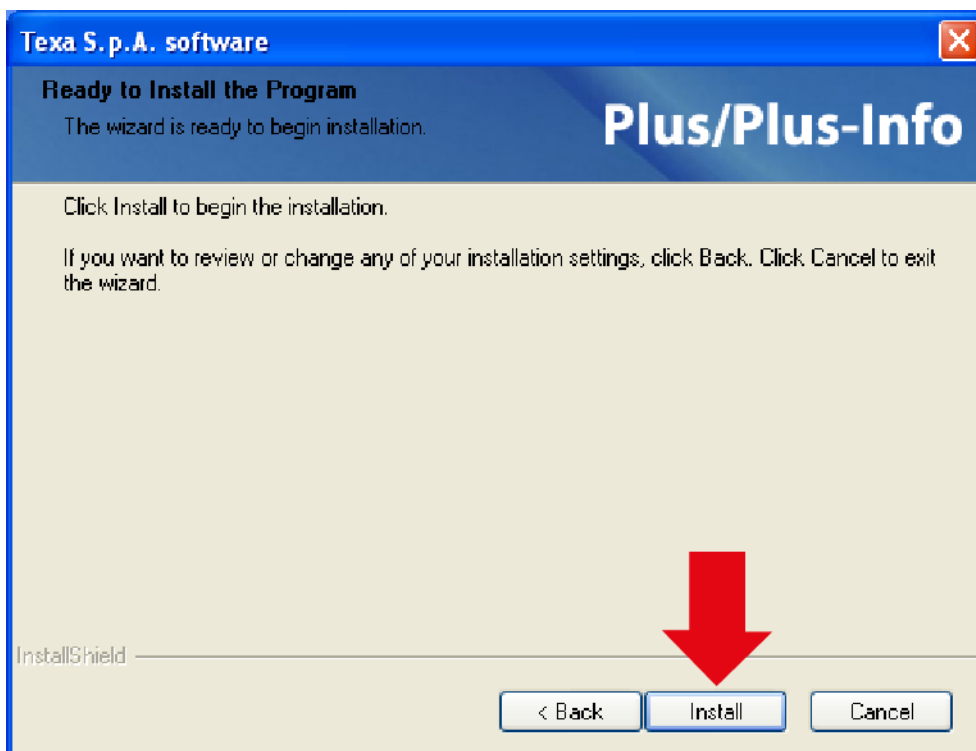 Texa S.p.A. software
Ready to Install the Program
The wizard is ready to begin installation.
Plus/Plus-Info
Click Install to begin the installation.
If you want to review or change any of your installation settings, click Back. Click Cancel to exit
the wizard.
InstallShield
< Back
Install
Cancel